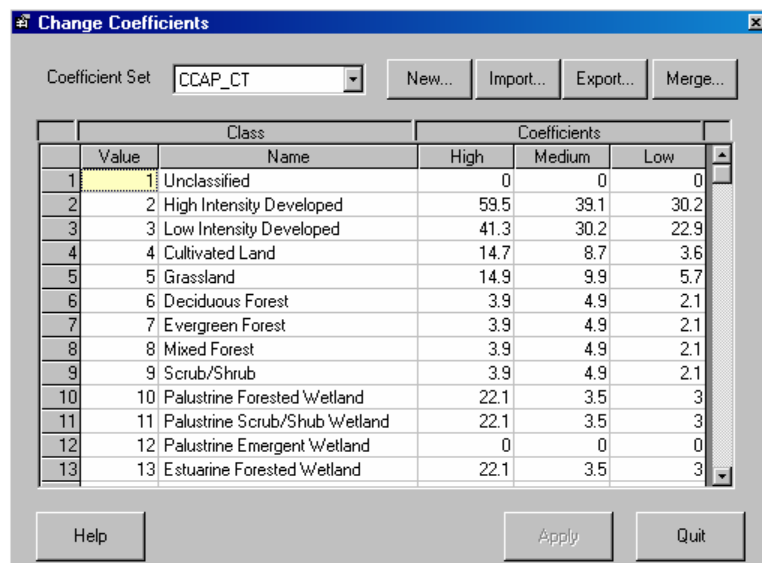 Change Coefficients
Coefficient Set CCAP_CT New... Import... Export... Merge...
Class Coefficients
Value Name High Medium Low
1 1 Unclassified 0 0 0
2 2 High Intensity Developed 59.5 39.1 30.2
3 3 Low Intensity Developed 41.3 30.2 22.9
4 4 Cultivated Land 14.7 8.7 3.6
5 5 Grassland 14.9 9.9 5.7
6 6 Deciduous Forest 3.9 4.9 2.1
7 7 Evergreen Forest 3.9 4.9 2.1
8 8 Mixed Forest 3.9 4.9 2.1
9 9 Scrub/Shrub 3.9 4.9 2.1
10 10 Palustrine Forested Wetland 22.1 3.5 3
11 11 Palustrine Scrub/Shub Wetland 22.1 3.5 3
12 12 Palustrine Emergent Wetland 0 0 0
13 13 Estuarine Forested Wetland 22.1 3.5 3
Help Apply Quit